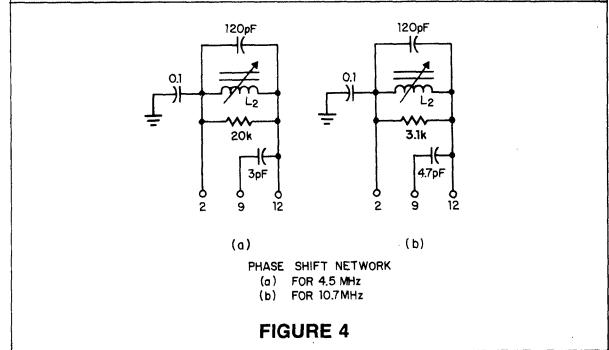 120pF 120pF
0.1 0.1
L2 L2
20k 3.1k
3pF 4.7pF
2 9 12 2 9 12
(a) (b)
PHASE SHIFT NETWORK
(a) FOR 4.5 MHz
(b) FOR 10.7MHz
FIGURE 4